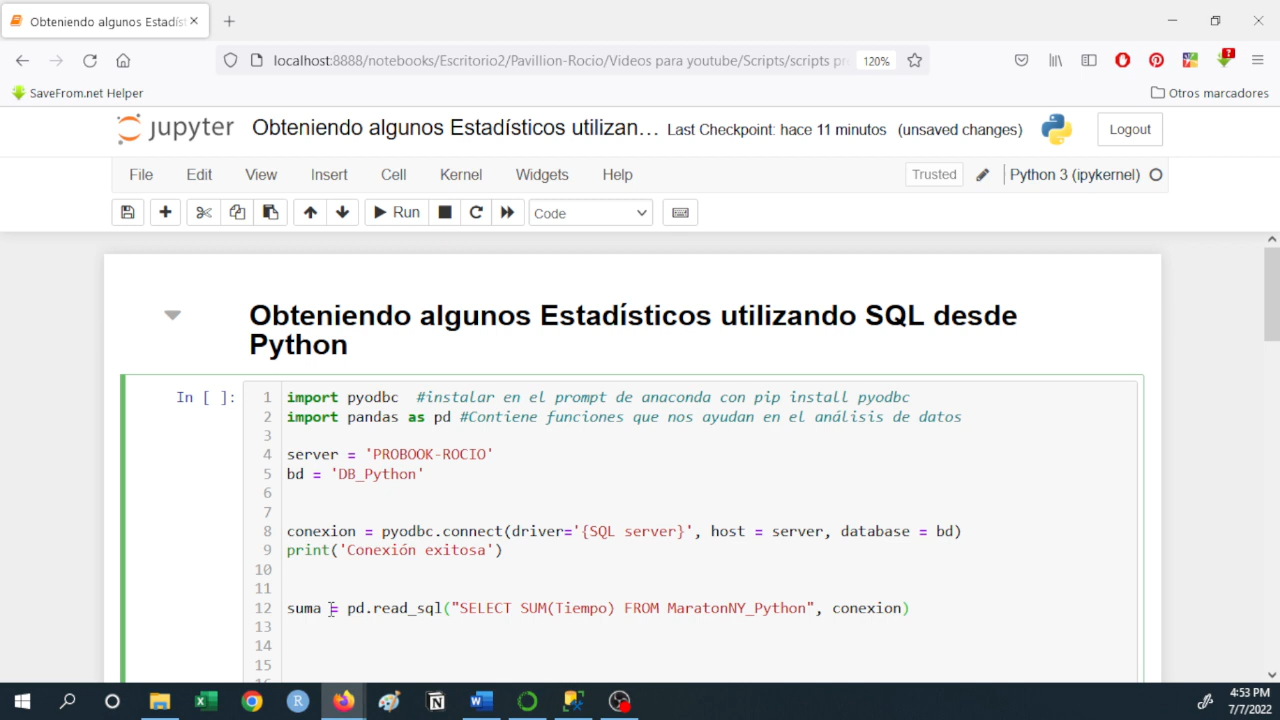 Obteniendo algunos Estadíst
localhost:8888/notebooks/Escritorio2/Pavillion-Rocio/Videos para youtube/Scripts/scripts pr
120%
SaveFrom.net Helper
Otros marcadores
jupyter Obteniendo algunos Estadísticos utilizan... Last Checkpoint: hace 11 minutos (unsaved changes)
Logout
File Edit View Insert Cell Kernel Widgets Help
Trusted Python 3 (ipykernel)
Run Code
Obteniendo algunos Estadísticos utilizando SQL desde
Python
In [ ]:
1 import pyodbc #instalar en el prompt de anaconda con pip install pyodbc
2 import pandas as pd #Contiene funciones que nos ayudan en el análisis de datos
3
4 server = 'PROBOOK-ROCIO'
5 bd = 'DB_Python'
6
7
8 conexion = pyodbc.connect(driver='{SQL server}', host = server, database = bd)
9 print('Conexión exitosa')
10
11
12 suma = pd.read_sql("SELECT SUM(Tiempo) FROM MaratonNY_Python", conexion)
13
14
15
4:53 PM
7/7/2022